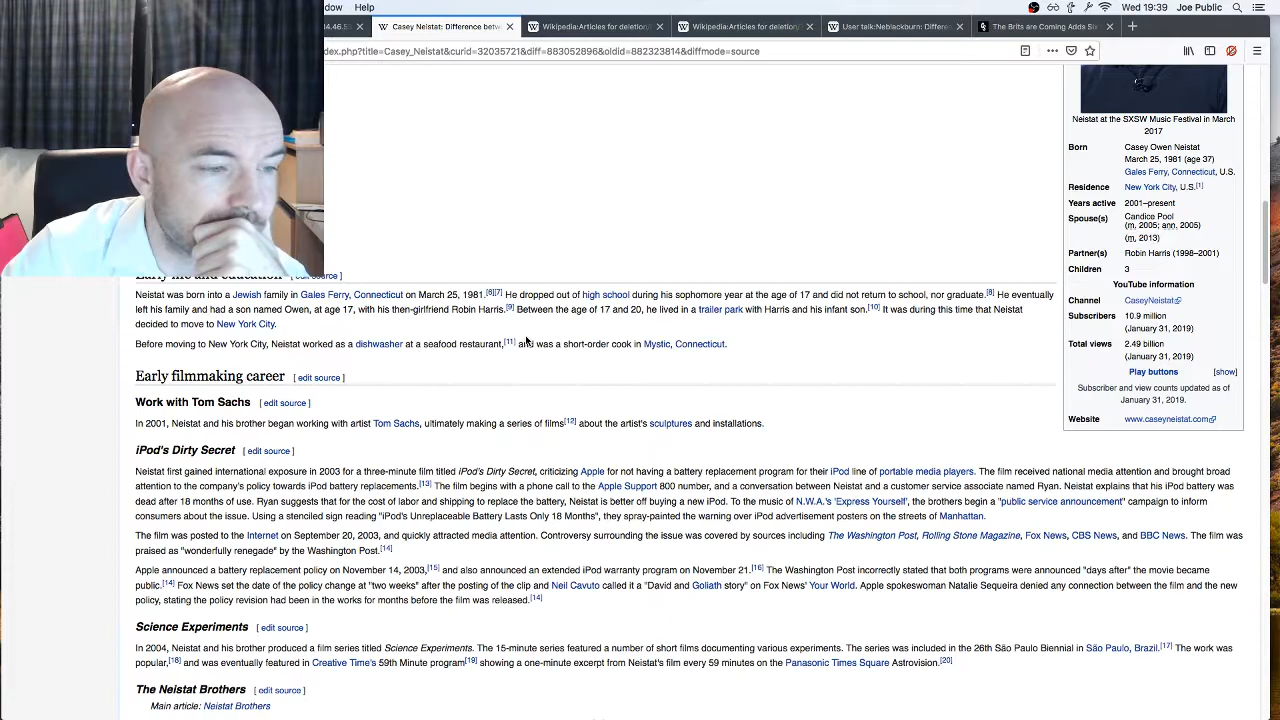 dow Help
Wed 19:39 Joe Public
Casey Neistat: Difference betw
Wikipedia:Articles for deletion/
Wikipedia:Articles for deletion/
User talk:Neblackburn: Differe
The Brits are Coming Adds Six
dex.php?title=Casey_Neistat&curid=32035721&diff=883052896&oldid=882323814&diffmode=source
Neistat at the SXSW Music Festival in March
2017
Born Casey Owen Neistat
March 25, 1981 (age 37)
Gales Ferry, Connecticut, U.S.
Residence New York City, U.S.[1]
Years active 2001–present
Spouse(s) Candice Pool
(m. 2005; ann. 2005)
(m. 2013)
Partner(s) Robin Harris (1998–2001)
Children 3
YouTube information
Channel CaseyNeistat
Subscribers 10.9 million
(January 31, 2019)
Total views 2.49 billion
(January 31, 2019)
Play buttons [show]
Subscriber and view counts updated as of
January 31, 2019.
Website www.caseyneistat.com
Early life and education [ edit source ]
Neistat was born into a Jewish family in Gales Ferry, Connecticut on March 25, 1981.[6][7] He dropped out of high school during his sophomore year at the age of 17 and did not return to school, nor graduate.[8] He eventually
left his family and had a son named Owen, at age 17, with his then-girlfriend Robin Harris.[9] Between the age of 17 and 20, he lived in a trailer park with Harris and his infant son.[10] It was during this time that Neistat
decided to move to New York City.
Before moving to New York City, Neistat worked as a dishwasher at a seafood restaurant,[11] and was a short-order cook in Mystic, Connecticut.
Early filmmaking career [ edit source ]
Work with Tom Sachs [ edit source ]
In 2001, Neistat and his brother began working with artist Tom Sachs, ultimately making a series of films[12] about the artist's sculptures and installations.
iPod's Dirty Secret [ edit source ]
Neistat first gained international exposure in 2003 for a three-minute film titled iPod's Dirty Secret, criticizing Apple for not having a battery replacement program for their iPod line of portable media players. The film received national media attention and brought broad
attention to the company's policy towards iPod battery replacements.[13] The film begins with a phone call to the Apple Support 800 number, and a conversation between Neistat and a customer service associate named Ryan. Neistat explains that his iPod battery was
dead after 18 months of use. Ryan suggests that for the cost of labor and shipping to replace the battery, Neistat is better off buying a new iPod. To the music of N.W.A.'s 'Express Yourself', the brothers begin a "public service announcement" campaign to inform
consumers about the issue. Using a stenciled sign reading "iPod's Unreplaceable Battery Lasts Only 18 Months", they spray-painted the warning over iPod advertisement posters on the streets of Manhattan.
The film was posted to the Internet on September 20, 2003, and quickly attracted media attention. Controversy surrounding the issue was covered by sources including The Washington Post, Rolling Stone Magazine, Fox News, CBS News, and BBC News. The film was
praised as "wonderfully renegade" by the Washington Post.[14]
Apple announced a battery replacement policy on November 14, 2003,[15] and also announced an extended iPod warranty program on November 21.[16] The Washington Post incorrectly stated that both programs were announced "days after" the movie became
public.[14] Fox News set the date of the policy change at "two weeks" after the posting of the clip and Neil Cavuto called it a "David and Goliath story" on Fox News' Your World. Apple spokeswoman Natalie Sequeira denied any connection between the film and the new
policy, stating the policy revision had been in the works for months before the film was released.[14]
Science Experiments [ edit source ]
In 2004, Neistat and his brother produced a film series titled Science Experiments. The 15-minute series featured a number of short films documenting various experiments. The series was included in the 26th São Paulo Biennial in São Paulo, Brazil.[17] The work was
popular,[18] and was eventually featured in Creative Time's 59th Minute program[19] showing a one-minute excerpt from Neistat's film every 59 minutes on the Panasonic Times Square Astrovision.[20]
The Neistat Brothers [ edit source ]
Main article: Neistat Brothers